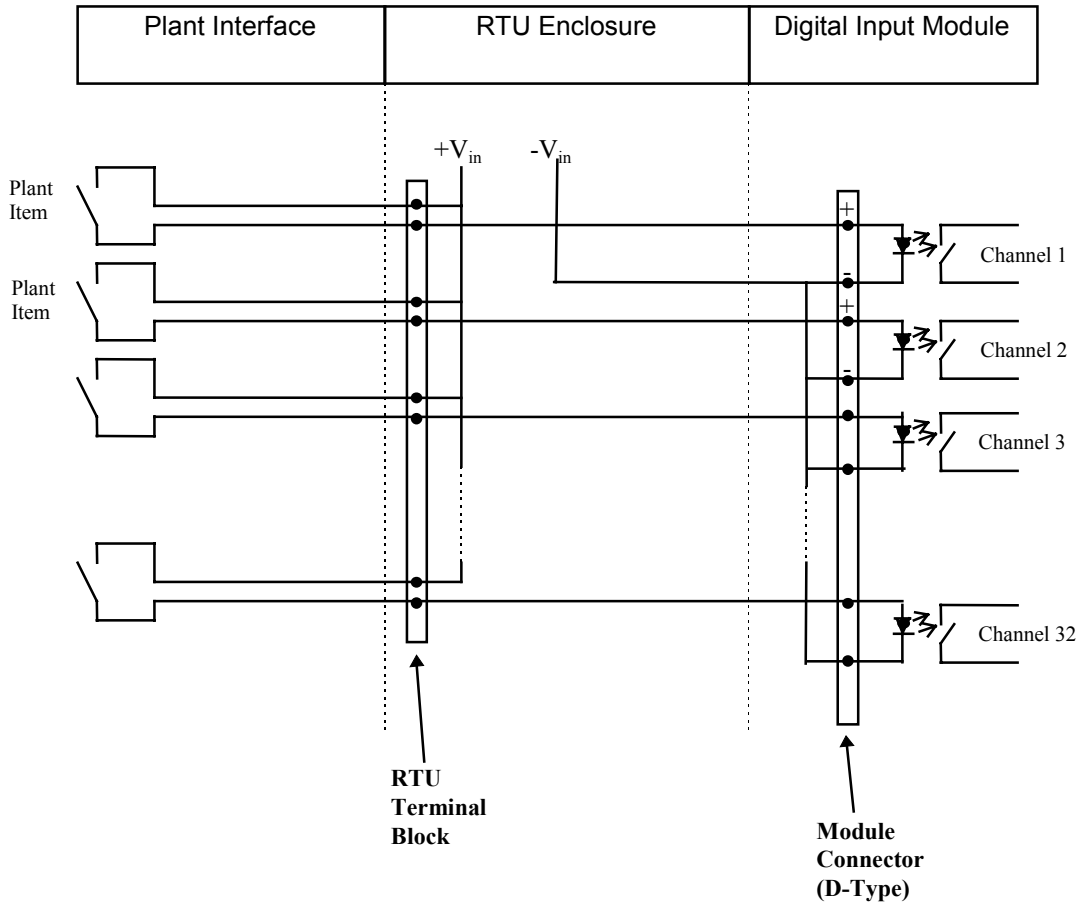 Plant Interface
RTU Enclosure
Digital Input Module
+Vin
-Vin
Plant
Item
+
-
Channel 1
Plant
Item
+
-
Channel 2
Channel 3
Channel 32
RTU
Terminal
Block
Module
Connector
(D-Type)